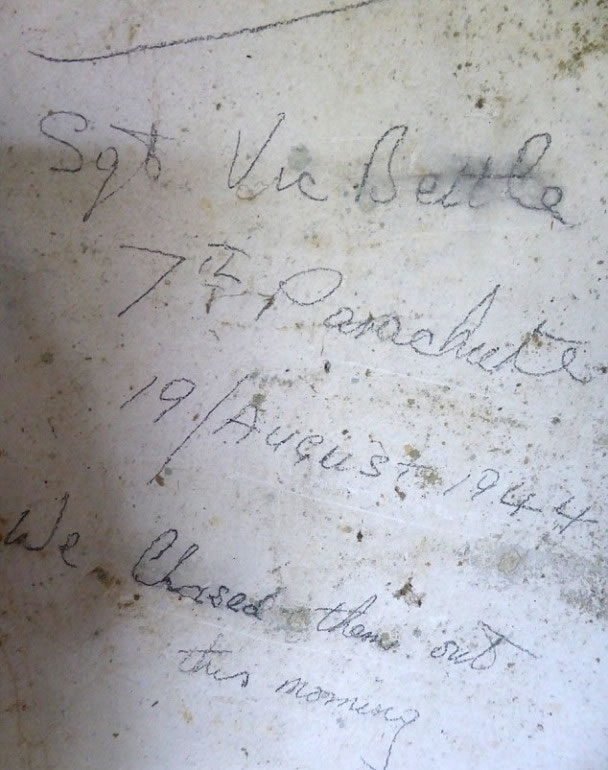 Sgt Vic Bettle
7th Parachute
19/August 1944
We Chased them out
this morning